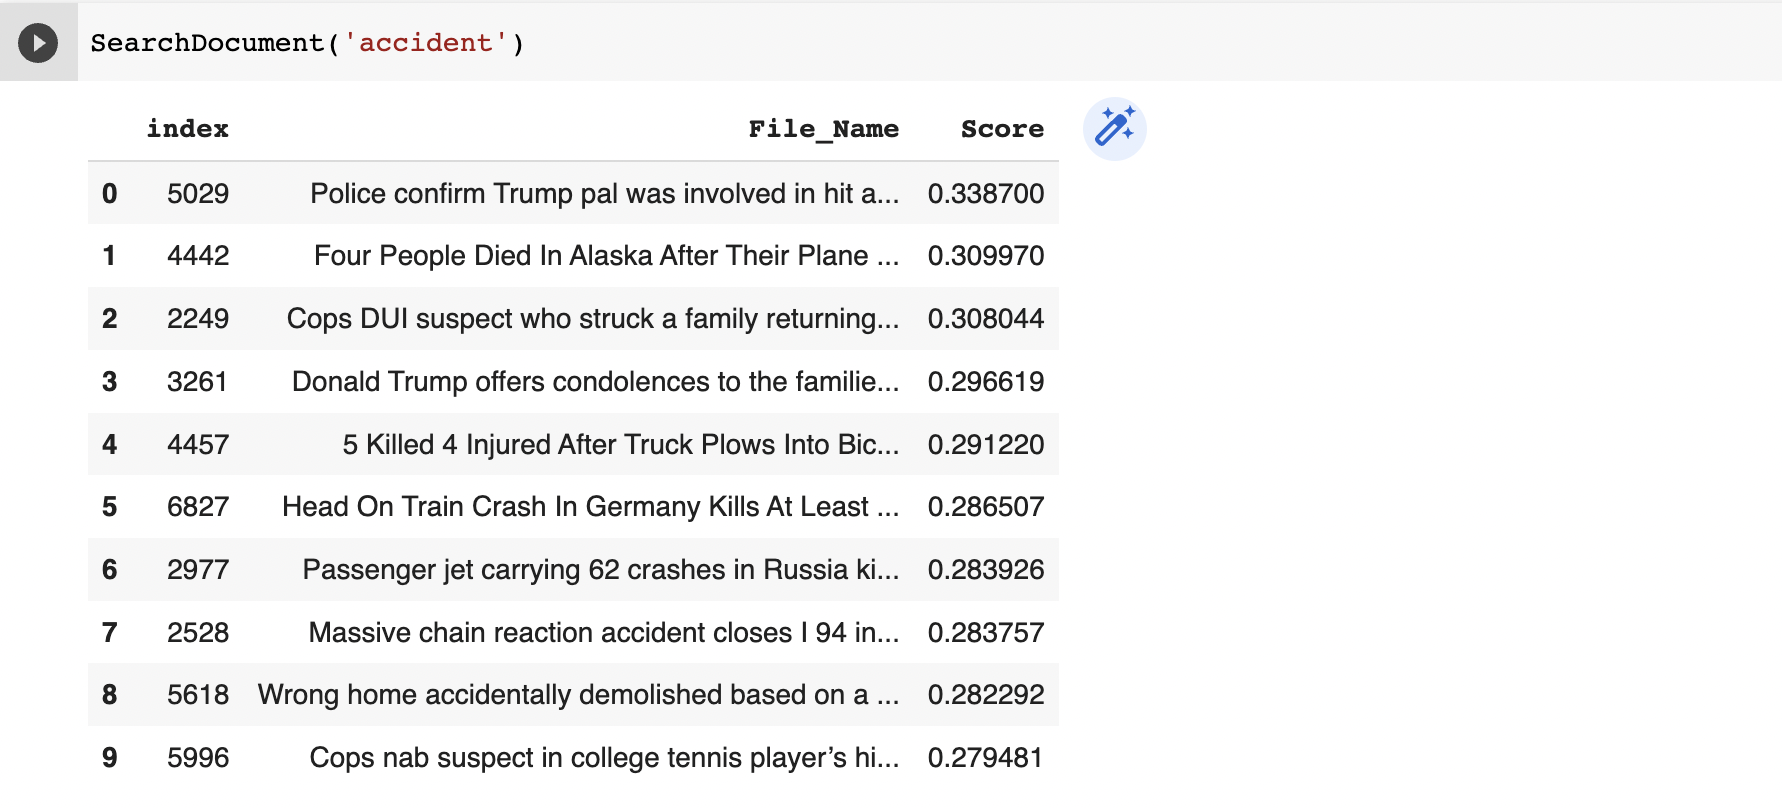 SearchDocument('accident')
index File_Name Score
0 5029 Police confirm Trump pal was involved in hit a... 0.338700
1 4442 Four People Died In Alaska After Their Plane ... 0.309970
2 2249 Cops DUI suspect who struck a family returning... 0.308044
3 3261 Donald Trump offers condolences to the familie... 0.296619
4 4457 5 Killed 4 Injured After Truck Plows Into Bic... 0.291220
5 6827 Head On Train Crash In Germany Kills At Least ... 0.286507
6 2977 Passenger jet carrying 62 crashes in Russia ki... 0.283926
7 2528 Massive chain reaction accident closes I 94 in... 0.283757
8 5618 Wrong home accidentally demolished based on a ... 0.282292
9 5996 Cops nab suspect in college tennis player’s hi... 0.279481